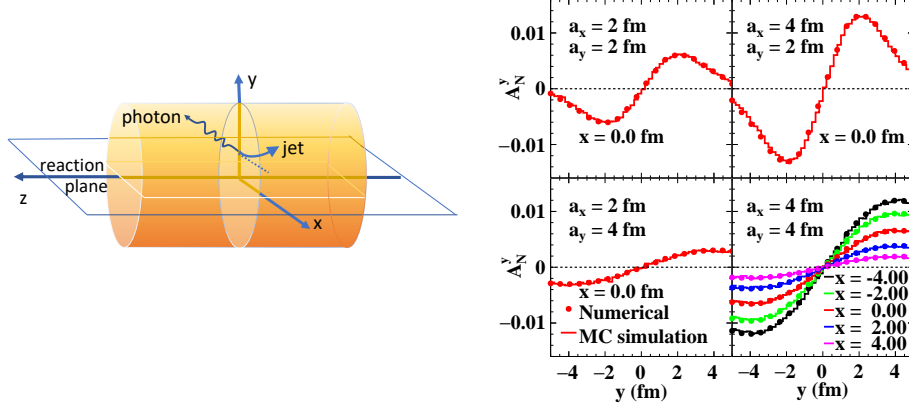 y
photon
jet
reaction
plane
z
x
0.01
0
−0.01
A_N^y
a_x = 2 fm
a_y = 2 fm
x = 0.0 fm
a_x = 4 fm
a_y = 2 fm
x = 0.0 fm
0.01
0
−0.01
A_N^y
a_x = 2 fm
a_y = 4 fm
x = 0.0 fm
Numerical
MC simulation
a_x = 4 fm
a_y = 4 fm
x = -4.00
x = -2.00
x = 0.00
x = 2.00
x = 4.00
−4 −2 0 2 4
y (fm)
−4 −2 0 2 4
y (fm)